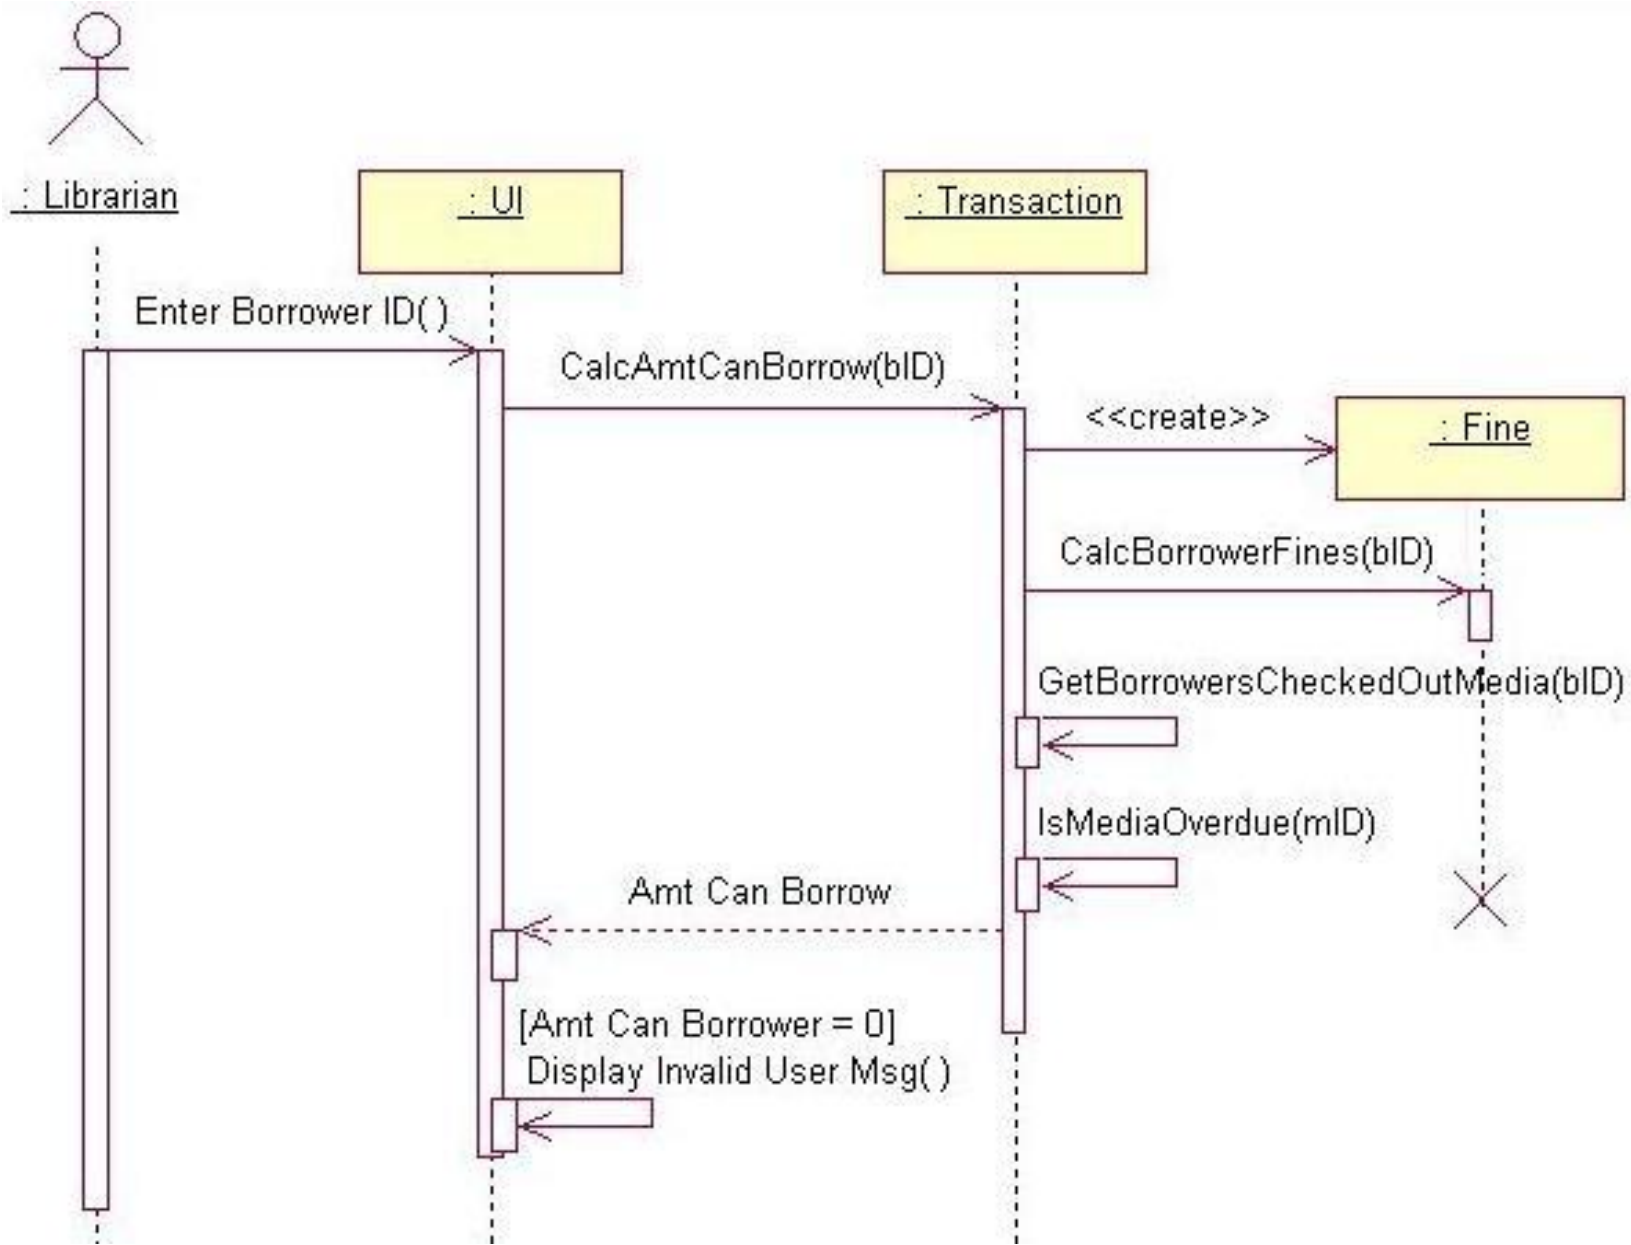 : Librarian
: UI
: Transaction
Enter Borrower ID( )
CalcAmtCanBorrow(bID)
<<create>>
: Fine
CalcBorrowerFines(bID)
GetBorrowersCheckedOutMedia(bID)
IsMediaOverdue(mID)
Amt Can Borrow
[Amt Can Borrower = 0]
Display Invalid User Msg( )